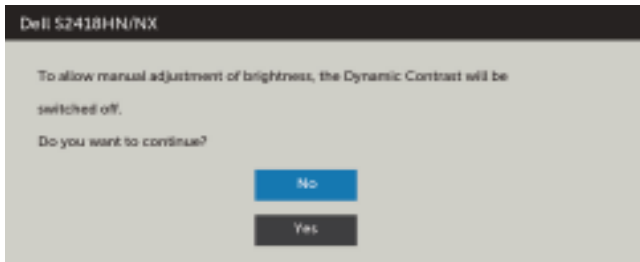 Dell S2418HN/NX
To allow manual adjustment of brightness, the Dynamic Contrast will be
switched off.
Do you want to continue?
No
Yes